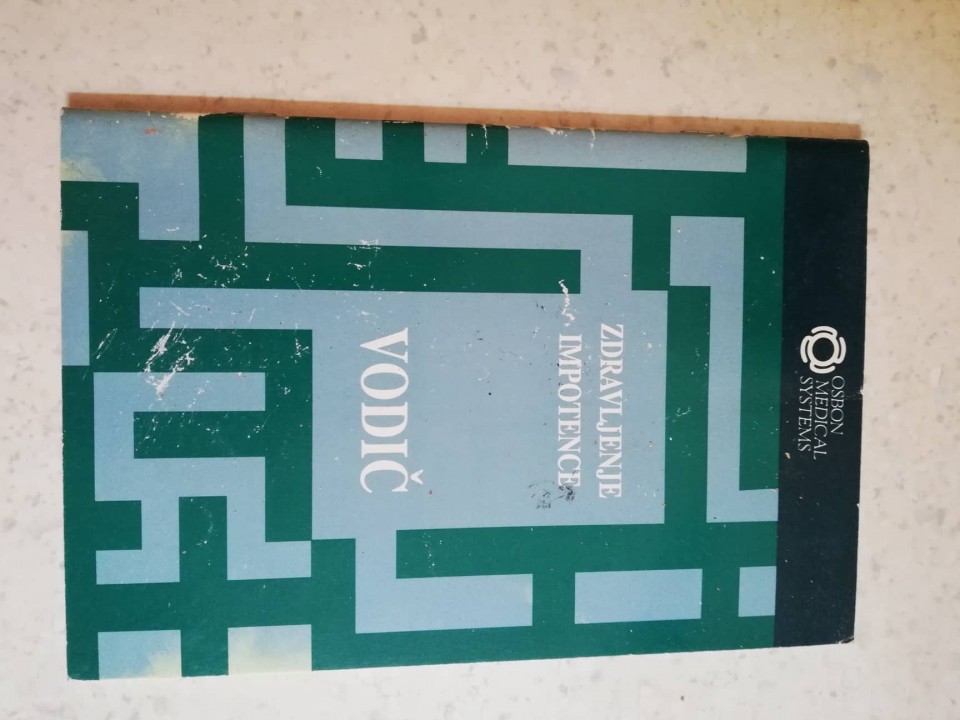 OSBON
MEDICAL
SYSTEMS
ZDRAVLJENJE
IMPOTENCE
VODIČ